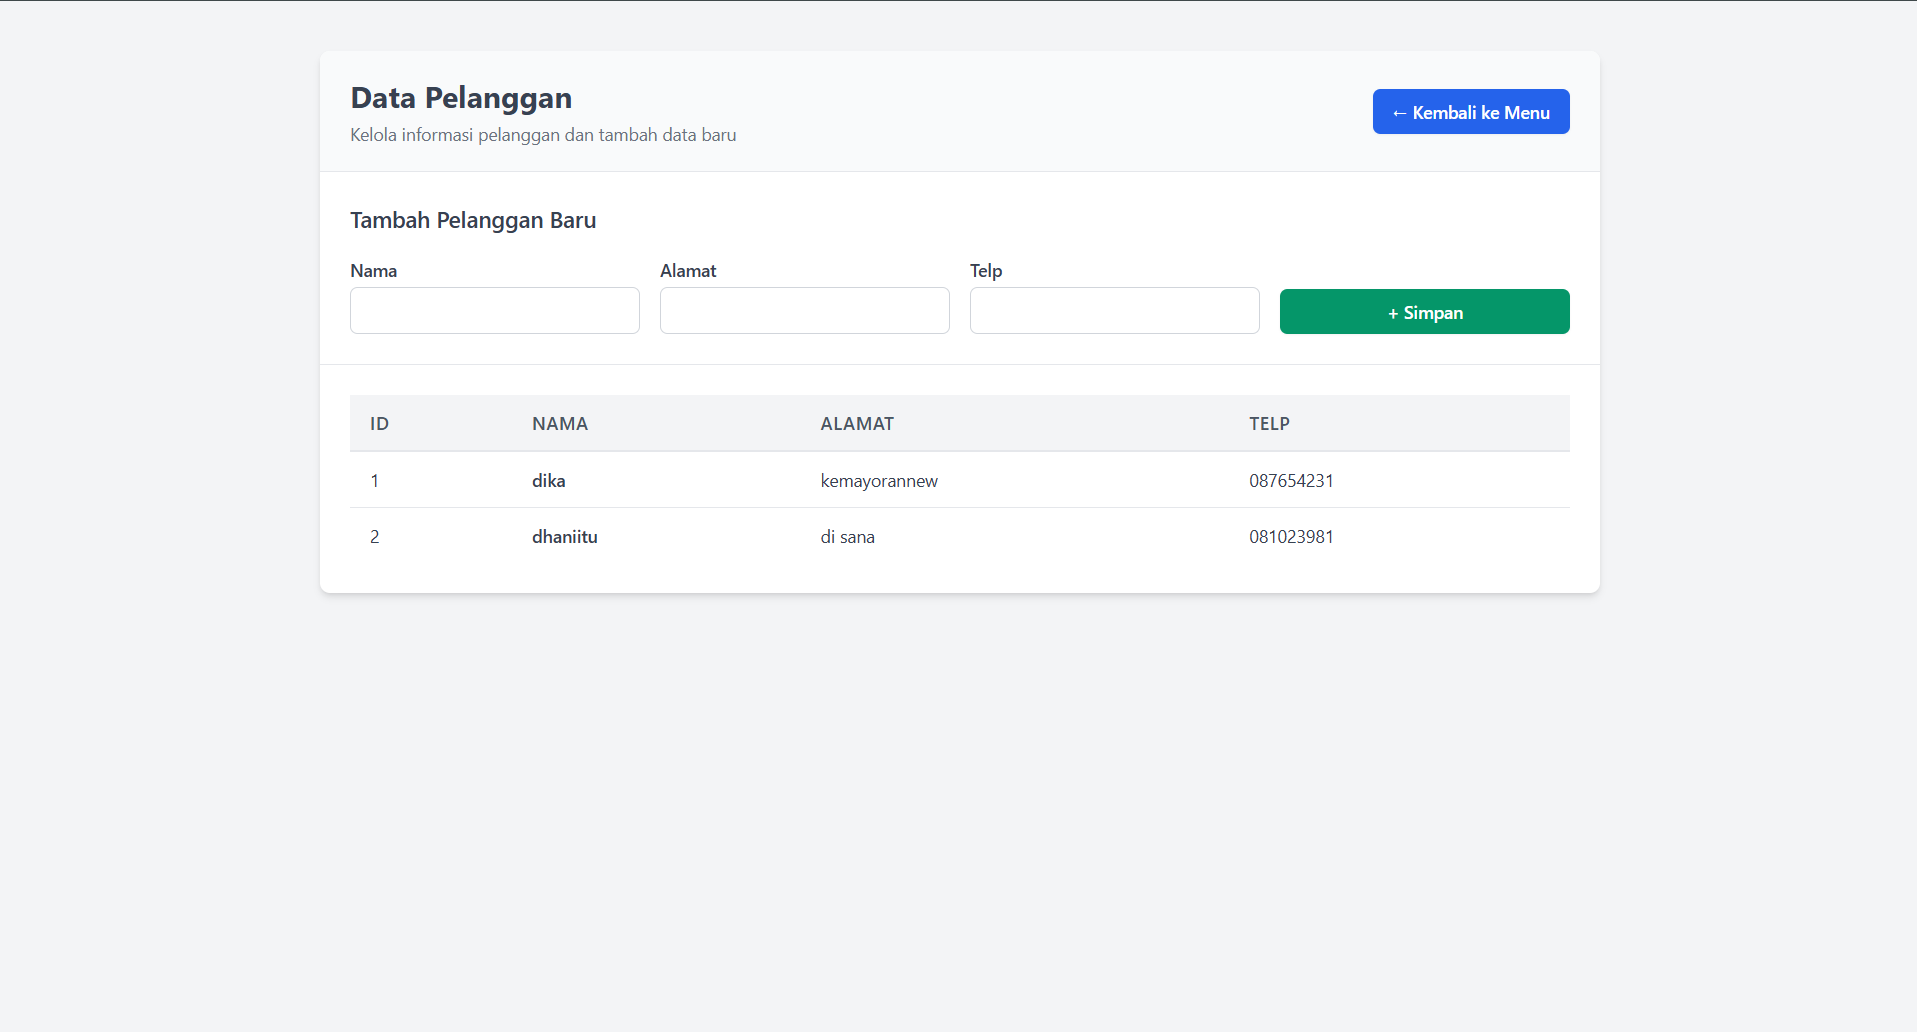 Data Pelanggan
Kelola informasi pelanggan dan tambah data baru
← Kembali ke Menu
Tambah Pelanggan Baru
Nama Alamat Telp
+ Simpan
ID NAMA ALAMAT TELP
1 dika kemayorannew 087654231
2 dhaniitu di sana 081023981